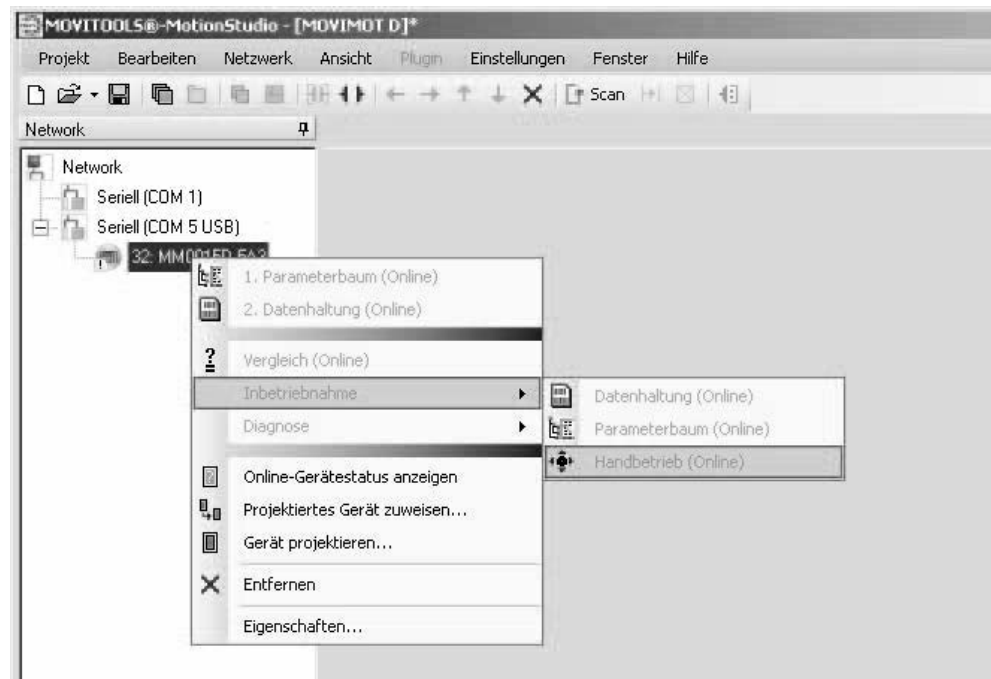 MOVITOOLS®-MotionStudio - [MOVIMOT D]*
Projekt Bearbeiten Netzwerk Ansicht Plugin Einstellungen Fenster Hilfe
Scan
Network
Network
Seriell (COM 1)
Seriell (COM 5 USB)
32: MM0015D-5A3
1. Parameterbaum (Online)
2. Datenhaltung (Online)
Vergleich (Online)
Inbetriebnahme
Diagnose
Datenhaltung (Online)
Parameterbaum (Online)
Handbetrieb (Online)
Online-Gerätestatus anzeigen
Projektiertes Gerät zuweisen...
Gerät projektieren...
Entfernen
Eigenschaften...